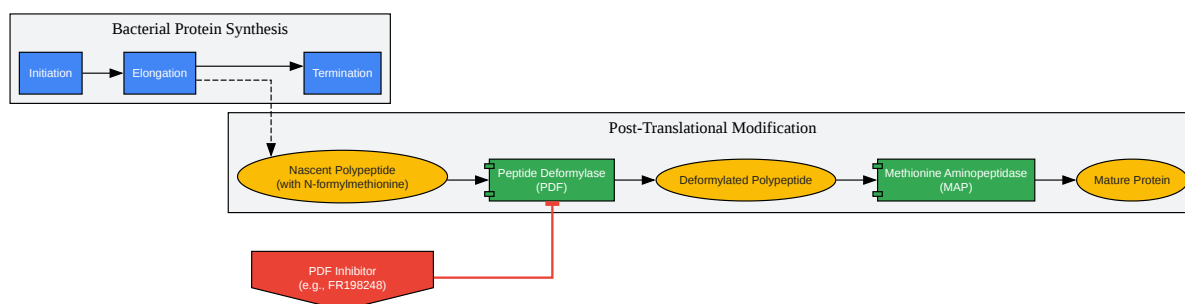 Bacterial Protein Synthesis
Initiation
Elongation
Termination
Post-Translational Modification
Nascent Polypeptide
(with N-formylmethionine)
Peptide Deformylase
(PDF)
Deformylated Polypeptide
Methionine Aminopeptidase
(MAP)
Mature Protein
PDF Inhibitor
(e.g., FR198248)